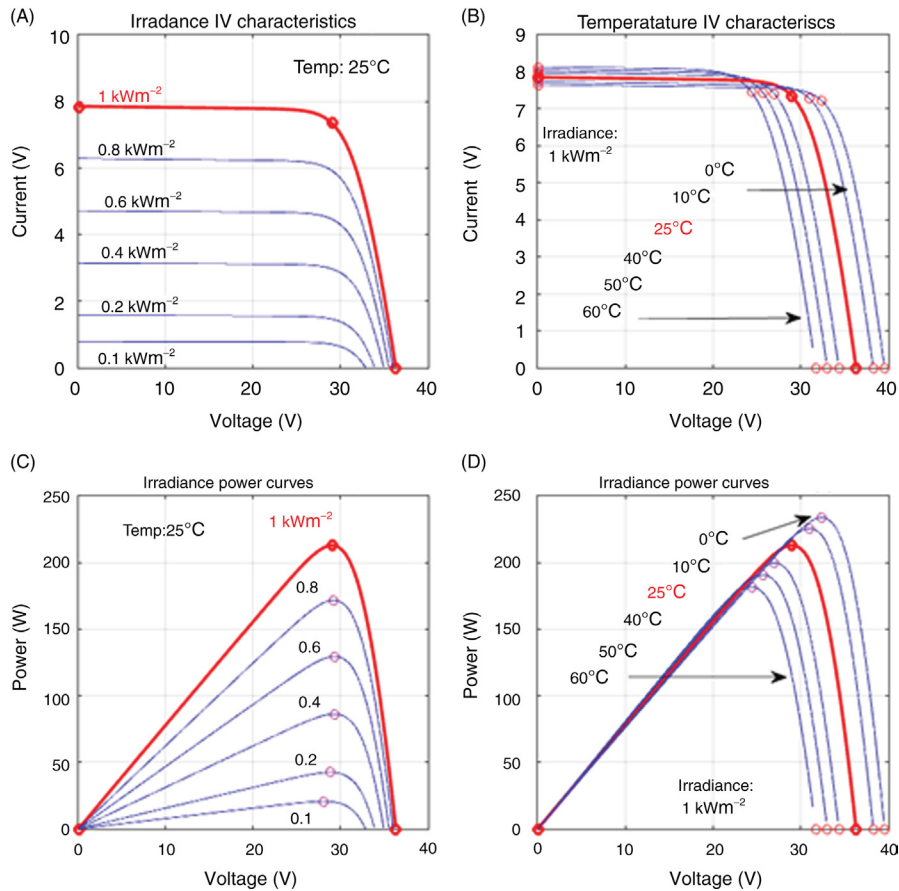 (A)
Irradance IV characteristics
10
8
6
4
2
0
Current (V)
Temp: 25°C
1 kWm⁻²
0.8 kWm⁻²
0.6 kWm⁻²
0.4 kWm⁻²
0.2 kWm⁻²
0.1 kWm⁻²
0 10 20 30 40
Voltage (V)
(B)
Temperatature IV characteriscs
9
8
7
6
5
4
3
2
1
0
Current (V)
Irradiance:
1 kWm⁻²
0°C
10°C
25°C
40°C
50°C
60°C
0 10 20 30 40
Voltage (V)
(C)
Irradiance power curves
250
200
150
100
50
0
Power (W)
Temp:25°C
1 kWm⁻²
0.8
0.6
0.4
0.2
0.1
0 10 20 30 40
Voltage (V)
(D)
Irradiance power curves
250
200
150
100
50
0
Power (W)
0°C
10°C
25°C
40°C
50°C
60°C
Irradiance:
1 kWm⁻²
0 10 20 30 40
Voltage (V)